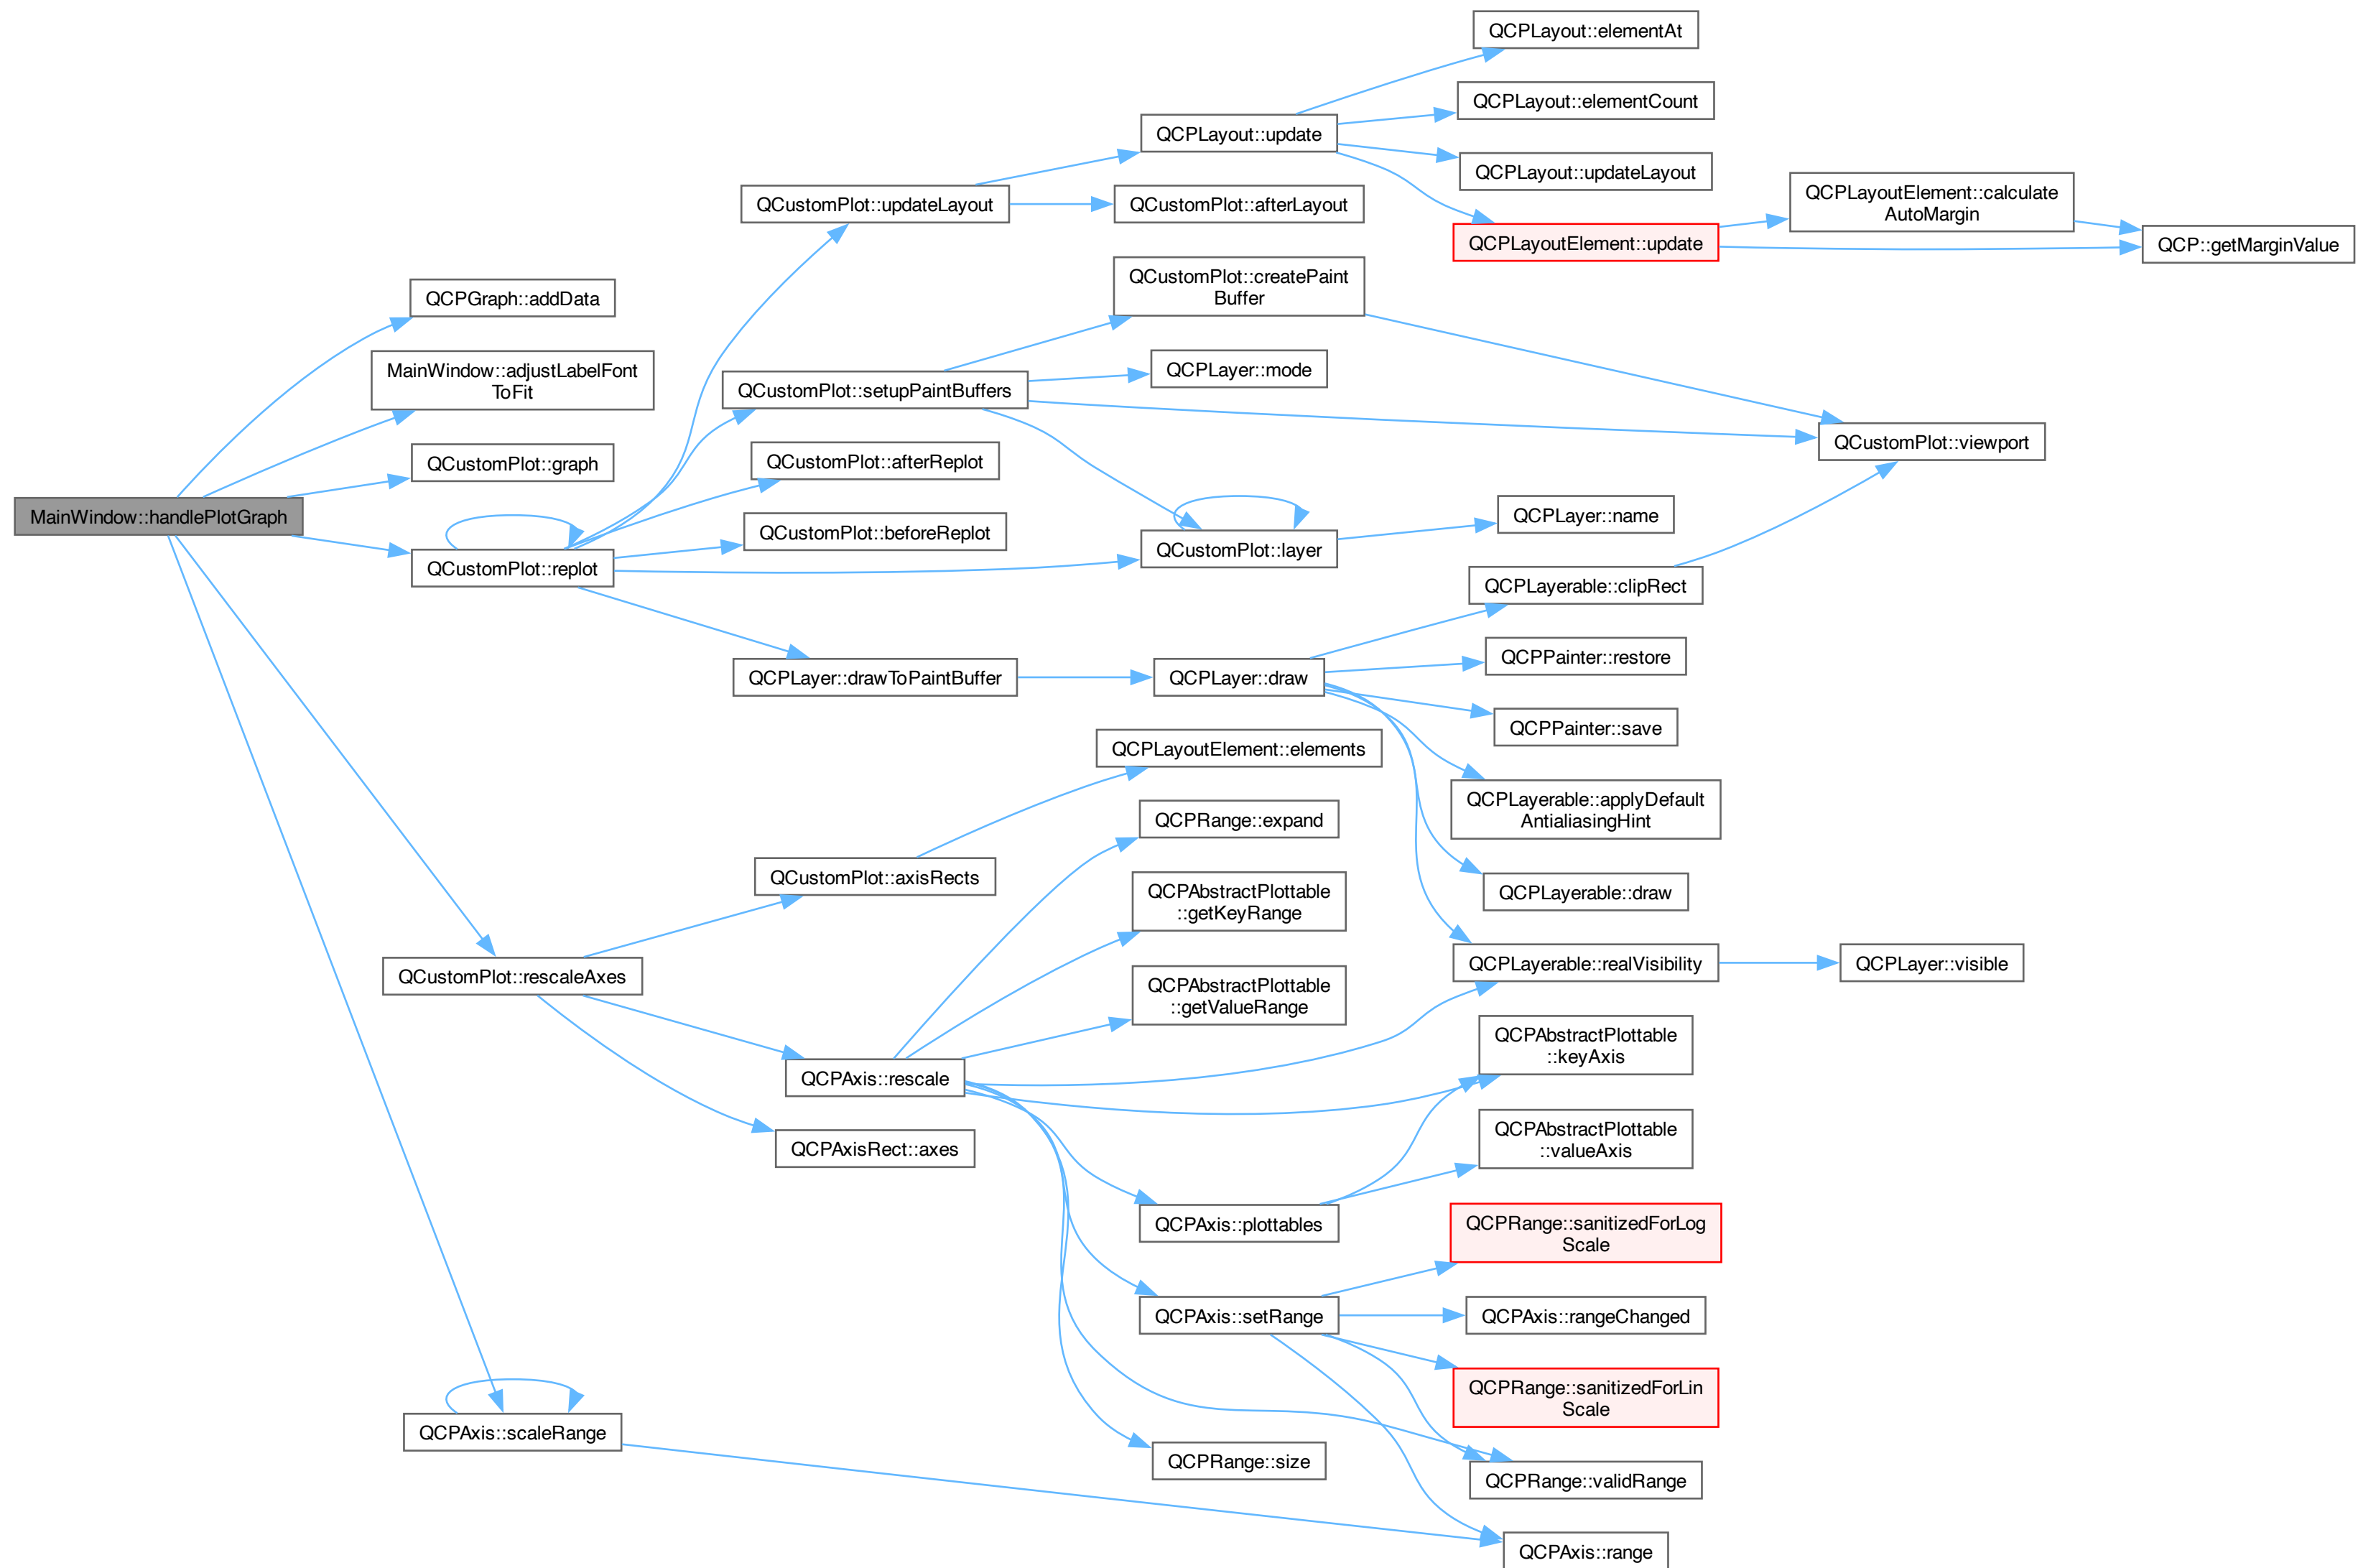 QCPLayout::elementAt
QCPLayout::elementCount
QCPLayout::update
QCPLayout::updateLayout
QCustomPlot::updateLayout
QCustomPlot::afterLayout
QCPLayoutElement::calculate
AutoMargin
QCPLayoutElement::update
QCP::getMarginValue
QCustomPlot::createPaint
Buffer
QCPGraph::addData
MainWindow::adjustLabelFont
ToFit
QCustomPlot::setupPaintBuffers
QCPLayer::mode
QCustomPlot::viewport
QCustomPlot::graph
QCustomPlot::afterReplot
MainWindow::handlePlotGraph
QCustomPlot::beforeReplot
QCPLayer::name
QCustomPlot::layer
QCustomPlot::replot
QCPLayerable::clipRect
QCPPainter::restore
QCPLayer::drawToPaintBuffer
QCPLayer::draw
QCPPainter::save
QCPLayoutElement::elements
QCPLayerable::applyDefault
AntialiasingHint
QCPRange::expand
QCustomPlot::axisRects
QCPAbstractPlottable
::getKeyRange
QCPLayerable::draw
QCustomPlot::rescaleAxes
QCPLayerable::realVisibility
QCPLayer::visible
QCPAbstractPlottable
::getValueRange
QCPAbstractPlottable
::keyAxis
QCPAxis::rescale
QCPAxisRect::axes
QCPAbstractPlottable
::valueAxis
QCPAxis::plottables
QCPRange::sanitizedForLog
Scale
QCPAxis::setRange
QCPAxis::rangeChanged
QCPRange::sanitizedForLin
Scale
QCPAxis::scaleRange
QCPRange::size
QCPRange::validRange
QCPAxis::range